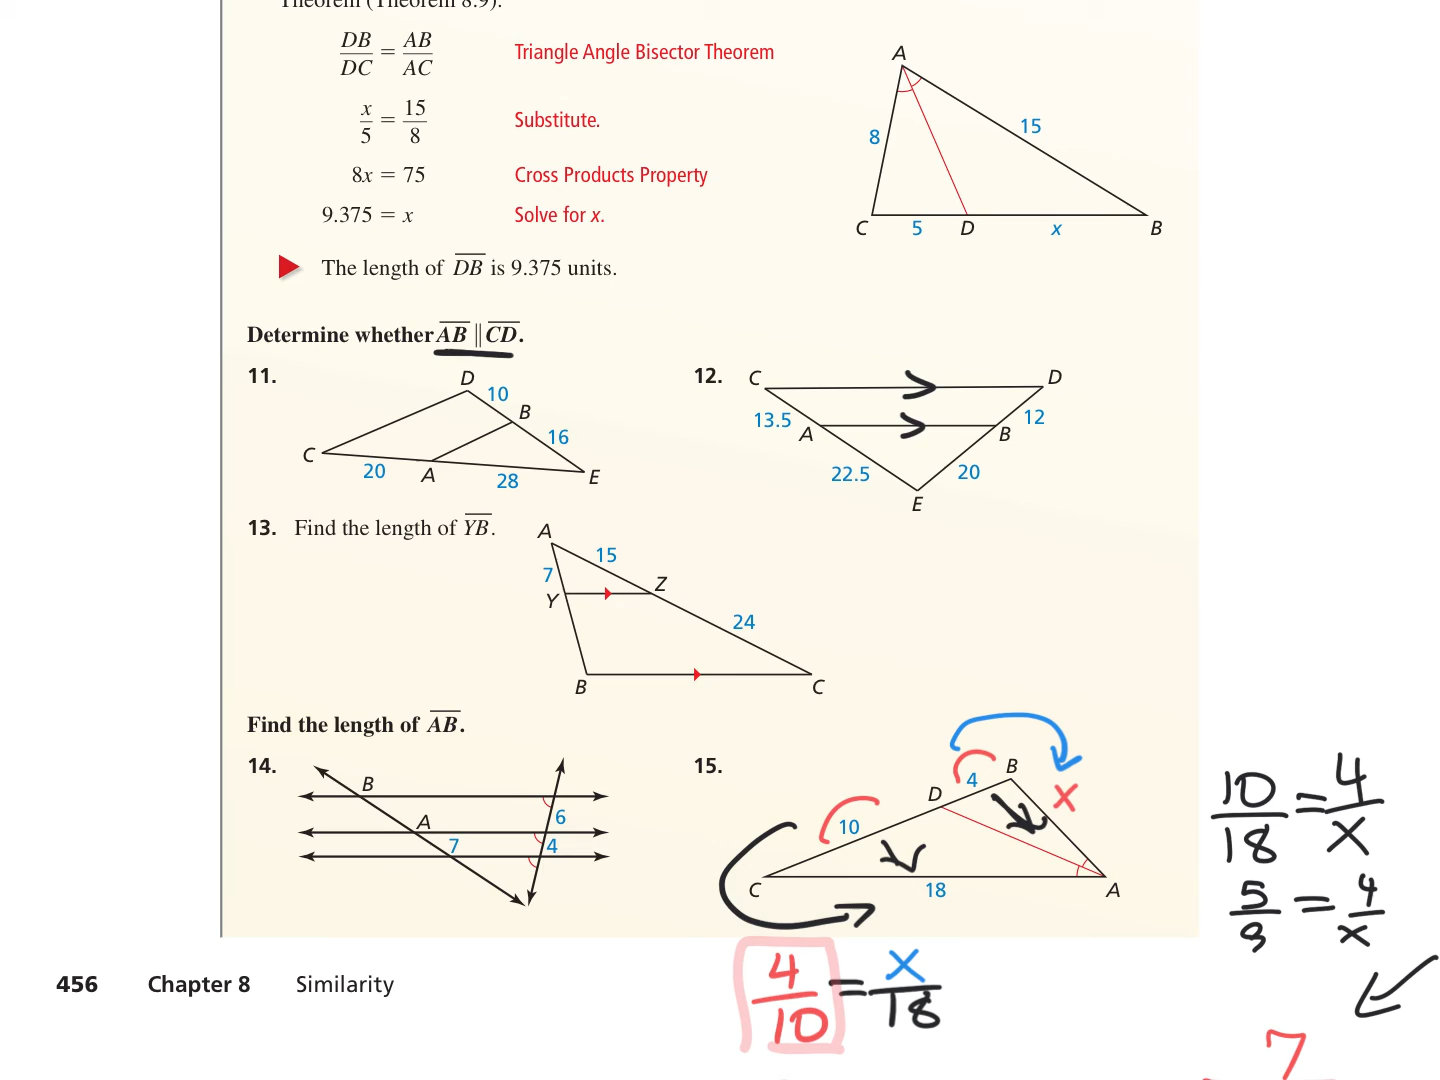 Theorem (Theorem 8.9).
DB/DC = AB/AC Triangle Angle Bisector Theorem
x/5 = 15/8 Substitute.
8x = 75 Cross Products Property
9.375 = x Solve for x.
The length of DB is 9.375 units.
A
8
15
C 5 D x B
Determine whether AB ∥ CD.
11.
D
10
B
16
C
20
A
28
E
12.
C
D
13.5
A
12
B
22.5
20
E
13. Find the length of YB.
A
15
7
Y
Z
24
B
C
Find the length of AB.
14.
B
A
6
7
4
15.
4
B
D
x
10
C
18
A
4/10 = x/18
10/18 = 4/x
5/9 = 4/x
7
456 Chapter 8 Similarity